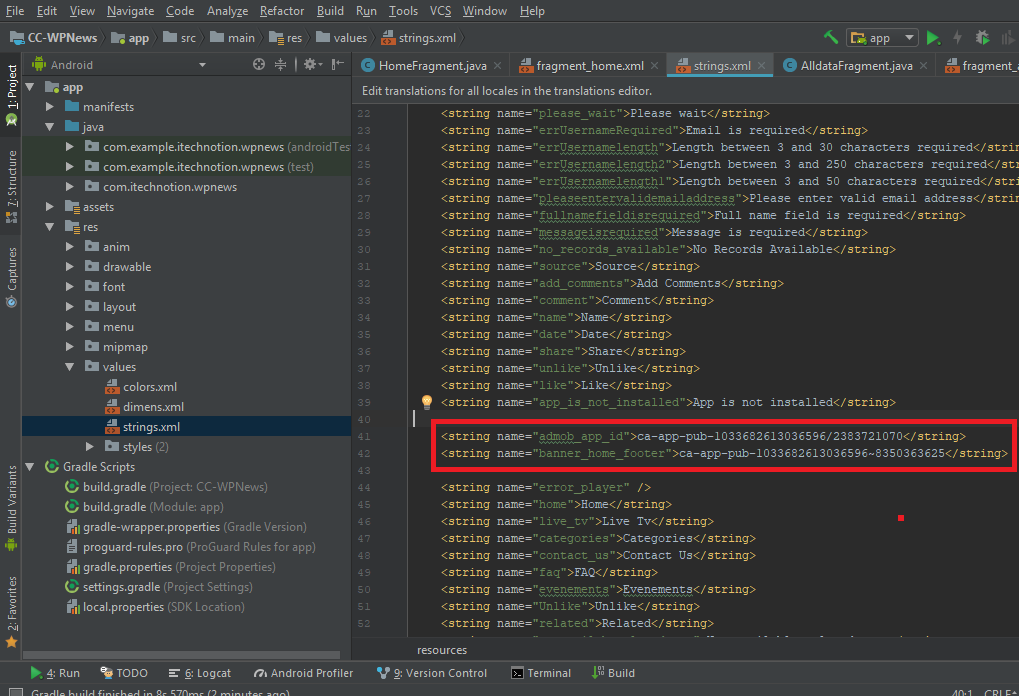 File Edit View Navigate Code Analyze Refactor Build Run Tools VCS Window Help
CC-WPNews app src main res values strings.xml app
Android HomeFragment.java fragment_home.xml strings.xml AlldataFragment.java
Edit translations for all locales in the translations editor.
1: Project
Z: Structure
Captures
Build Variants
2: Favorites
app
manifests
java
com.example.itechnotion.wpnews (androidTes
com.example.itechnotion.wpnews (test)
com.itechnotion.wpnews
assets
res
anim
drawable
font
layout
menu
mipmap
values
colors.xml
dimens.xml
strings.xml
styles (2)
Gradle Scripts
build.gradle (Project: CC-WPNews)
build.gradle (Module: app)
gradle-wrapper.properties (Gradle Version)
proguard-rules.pro (ProGuard Rules for app)
gradle.properties (Project Properties)
settings.gradle (Project Settings)
local.properties (SDK Location)
22 <string name="please_wait">Please wait</string>
23 <string name="errUsernameRequired">Email is required</string>
24 <string name="errUsernamelength">Length between 3 and 30 characters required</strin
25 <string name="errUsernamelength2">Length between 3 and 250 characters required</str
26 <string name="errUsernamelength1">Length between 3 and 50 characters required</stri
27 <string name="pleaseentervalidemailaddress">Please enter valid email address</strin
28 <string name="fullnamefieldisrequired">Full name field is required</string>
29 <string name="messageisrequired">Message is required</string>
30 <string name="no_records_available">No Records Available</string>
31 <string name="source">Source</string>
32 <string name="add_comments">Add Comments</string>
33 <string name="comment">Comment</string>
34 <string name="name">Name</string>
35 <string name="date">Date</string>
36 <string name="share">Share</string>
37 <string name="unlike">Unlike</string>
38 <string name="like">Like</string>
39 <string name="app_is_not_installed">App is not installed</string>
40
41 <string name="admob_app_id">ca-app-pub-1033682613036596/2383721070</string>
42 <string name="banner_home_footer">ca-app-pub-1033682613036596~8350363625</string>
43
44 <string name="error_player" />
45 <string name="home">Home</string>
46 <string name="live_tv">Live Tv</string>
47 <string name="categories">Categories</string>
48 <string name="contact_us">Contact Us</string>
49 <string name="faq">FAQ</string>
50 <string name="evenements">Evenements</string>
51 <string name="Unlike">Unlike</string>
52 <string name="related">Related</string>
resources
4: Run TODO 6: Logcat Android Profiler 9: Version Control Terminal Build
Gradle build finished in 8s 570ms (2 minutes ago) 40:1 CRLF